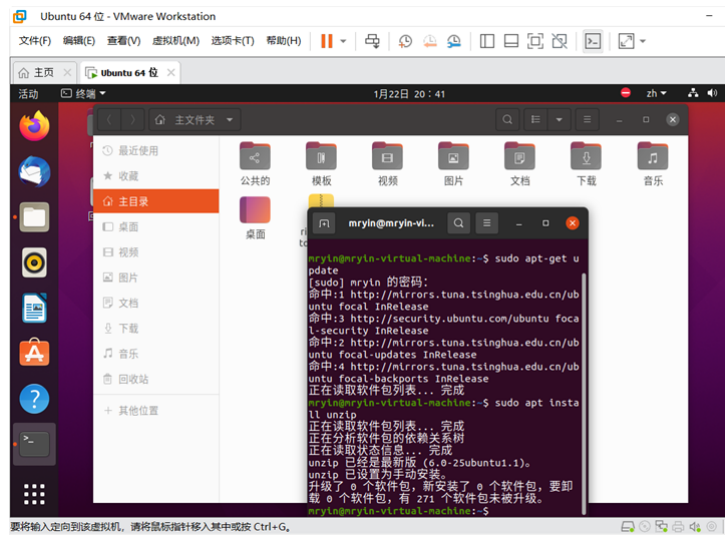 Ubuntu 64 位 - VMware Workstation
文件(F) 编辑(E) 查看(V) 虚拟机(M) 选项卡(T) 帮助(H)
主页 Ubuntu 64 位
活动 终端 1月22日 20：41 zh
主文件夹
最近使用
收藏
主目录
桌面
视频
图片
文档
下载
音乐
回收站
其他位置
公共的 模板 视频 图片 文档 下载 音乐
桌面
mryin@mryin-vi...
mryin@mryin-virtual-machine:~$ sudo apt-get u
pdate
[sudo] mryin 的密码：
命中:1 http://mirrors.tuna.tsinghua.edu.cn/ub
untu focal InRelease
命中:3 http://security.ubuntu.com/ubuntu foca
l-security InRelease
命中:2 http://mirrors.tuna.tsinghua.edu.cn/ub
untu focal-updates InRelease
命中:4 http://mirrors.tuna.tsinghua.edu.cn/ub
untu focal-backports InRelease
正在读取软件包列表... 完成
mryin@mryin-virtual-machine:~$ sudo apt insta
ll unzip
正在读取软件包列表... 完成
正在分析软件包的依赖关系树
正在读取状态信息... 完成
unzip 已经是最新版 (6.0-25ubuntu1.1)。
unzip 已设置为手动安装。
升级了 0 个软件包，新安装了 0 个软件包，要卸
载 0 个软件包，有 271 个软件包未被升级。
mryin@mryin-virtual-machine:~$
要将输入定向到该虚拟机，请将鼠标指针移入其中或按 Ctrl+G。